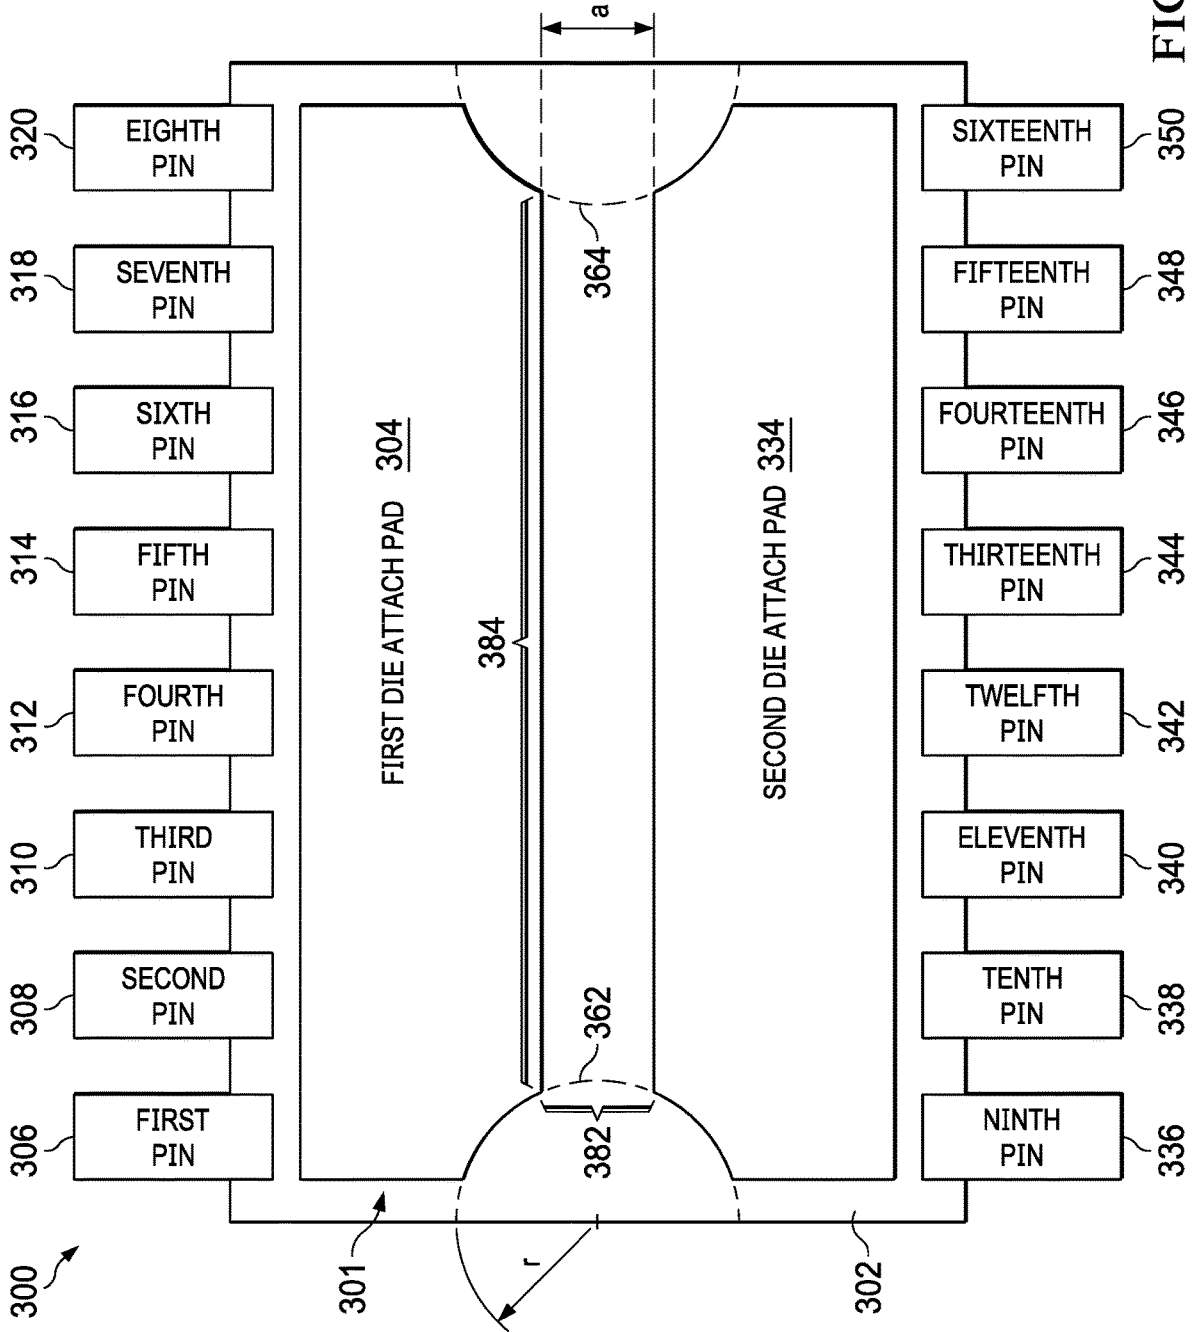 FIG
a
320
EIGHTH
PIN
318
SEVENTH
PIN
316
SIXTH
PIN
314
FIFTH
PIN
312
FOURTH
PIN
310
THIRD
PIN
308
SECOND
PIN
306
FIRST
PIN
FIRST DIE ATTACH PAD 304
384
364
362
382
SECOND DIE ATTACH PAD 334
SIXTEENTH
PIN
350
FIFTEENTH
PIN
348
FOURTEENTH
PIN
346
THIRTEENTH
PIN
344
TWELFTH
PIN
342
ELEVENTH
PIN
340
TENTH
PIN
338
NINTH
PIN
336
300
301
r
302